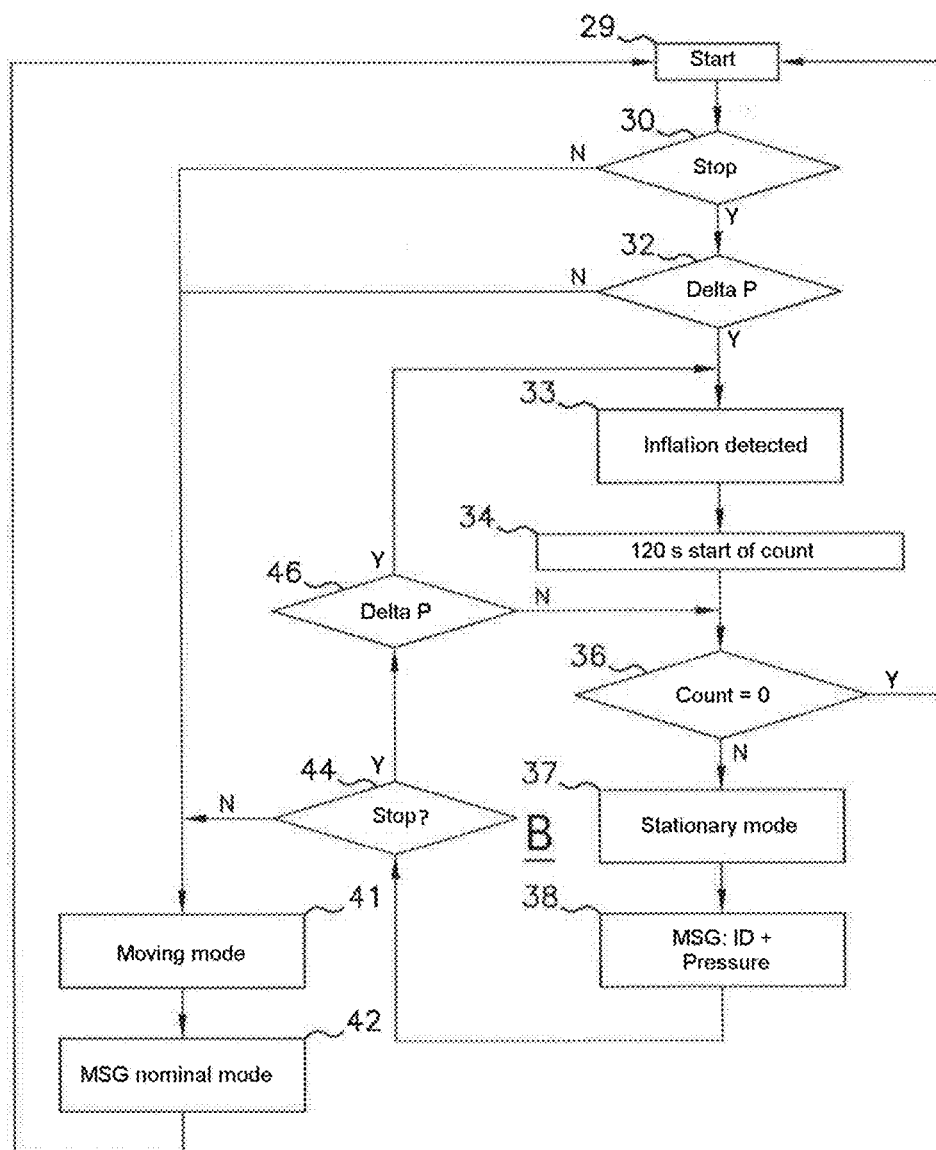 29
Start
30
N
Stop
Y
32
N
Delta P
Y
33
Inflation detected
34
120 s start of count
Y
46
Delta P
N
36
Count = 0
Y
N
44
Y
N
Stop?
B
37
Stationary mode
38
MSG: ID +
Pressure
41
Moving mode
42
MSG nominal mode